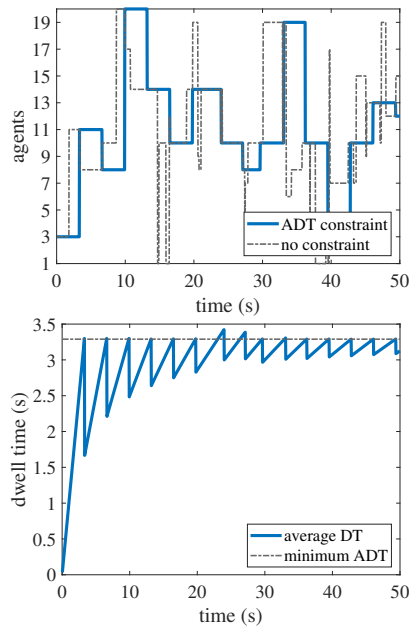 19
17
15
13
11
9
7
5
3
1
agents
ADT constraint
no constraint
0 10 20 30 40 50
time (s)
3.5
3
2.5
2
1.5
1
0.5
0
dwell time (s)
average DT
minimum ADT
0 10 20 30 40 50
time (s)